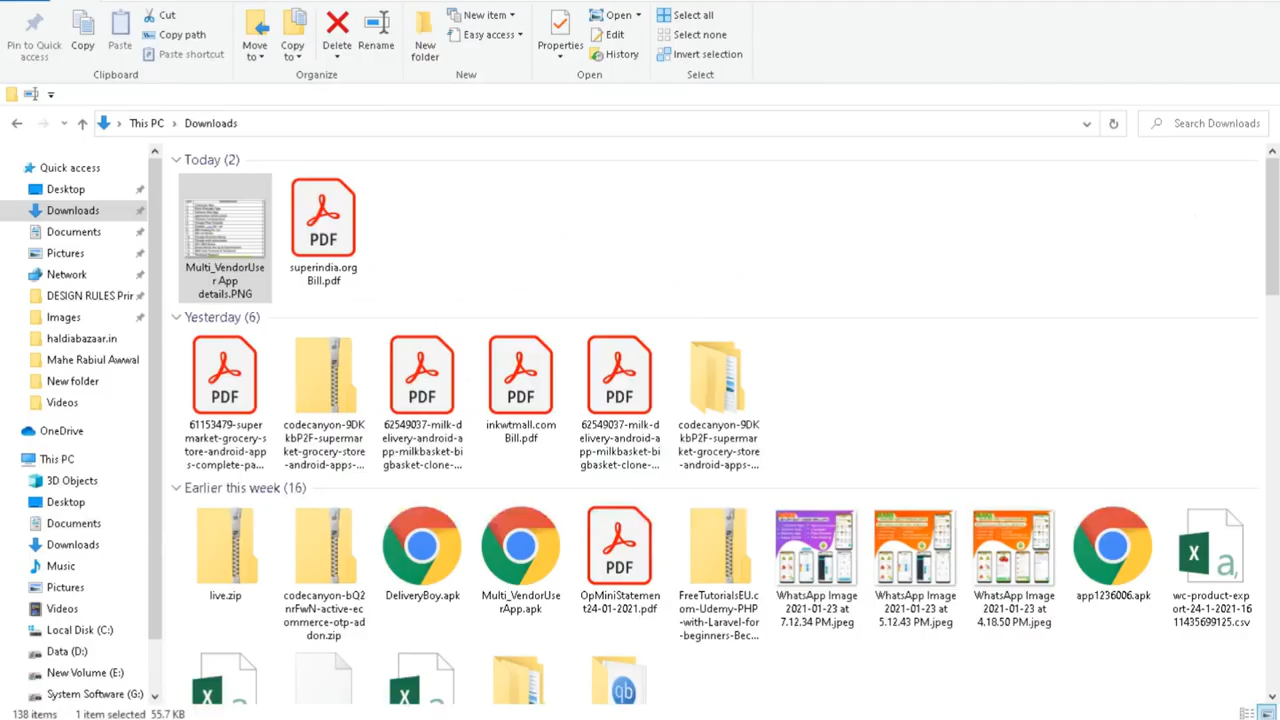 Pin to Quick access
Copy
Paste
Cut
Copy path
Paste shortcut
Clipboard
Move to
Copy to
Delete
Rename
Organize
New folder
New item
Easy access
New
Properties
Open
Edit
History
Open
Select all
Select none
Invert selection
Select
This PC
Downloads
Search Downloads
Quick access
Desktop
Downloads
Documents
Pictures
Network
DESIGN RULES Prir
Images
haldiabazaar.in
Mahe Rabiul Awwal
New folder
Videos
OneDrive
This PC
3D Objects
Desktop
Documents
Downloads
Music
Pictures
Videos
Local Disk (C:)
Data (D:)
New Volume (E:)
System Software (G:)
Today (2)
Multi_VendorUse
r App
details.PNG
PDF
superindia.org
Bill.pdf
Yesterday (6)
PDF
61153479-super
market-grocery-s
tore-android-app
s-complete-pa...
codecanyon-9DK
kbP2F-supermar
ket-grocery-store
-android-apps-...
PDF
62549037-milk-d
elivery-android-a
pp-milkbasket-bi
gbasket-clone-...
PDF
inkwtmall.com
Bill.pdf
PDF
62549037-milk-d
elivery-android-a
pp-milkbasket-bi
gbasket-clone-...
codecanyon-9DK
kbP2F-supermar
ket-grocery-store
-android-apps-...
Earlier this week (16)
live.zip
codecanyon-bQ2
nrFwN-active-ec
ommerce-otp-ad
don.zip
DeliveryBoy.apk
Multi_VendorUse
rApp.apk
PDF
OpMiniStatemen
t24-01-2021.pdf
FreeTutorialsEU.c
om-Udemy-PHP
-with-Laravel-for
-beginners-Bec...
WhatsApp Image
2021-01-23 at
7.12.34 PM.jpeg
WhatsApp Image
2021-01-23 at
5.12.43 PM.jpeg
WhatsApp Image
2021-01-23 at
4.18.50 PM.jpeg
app1236006.apk
X
a,
wc-product-exp
ort-24-1-2021-16
11435699125.csv
X
a
X
a
qb
138 items
1 item selected 55.7 KB